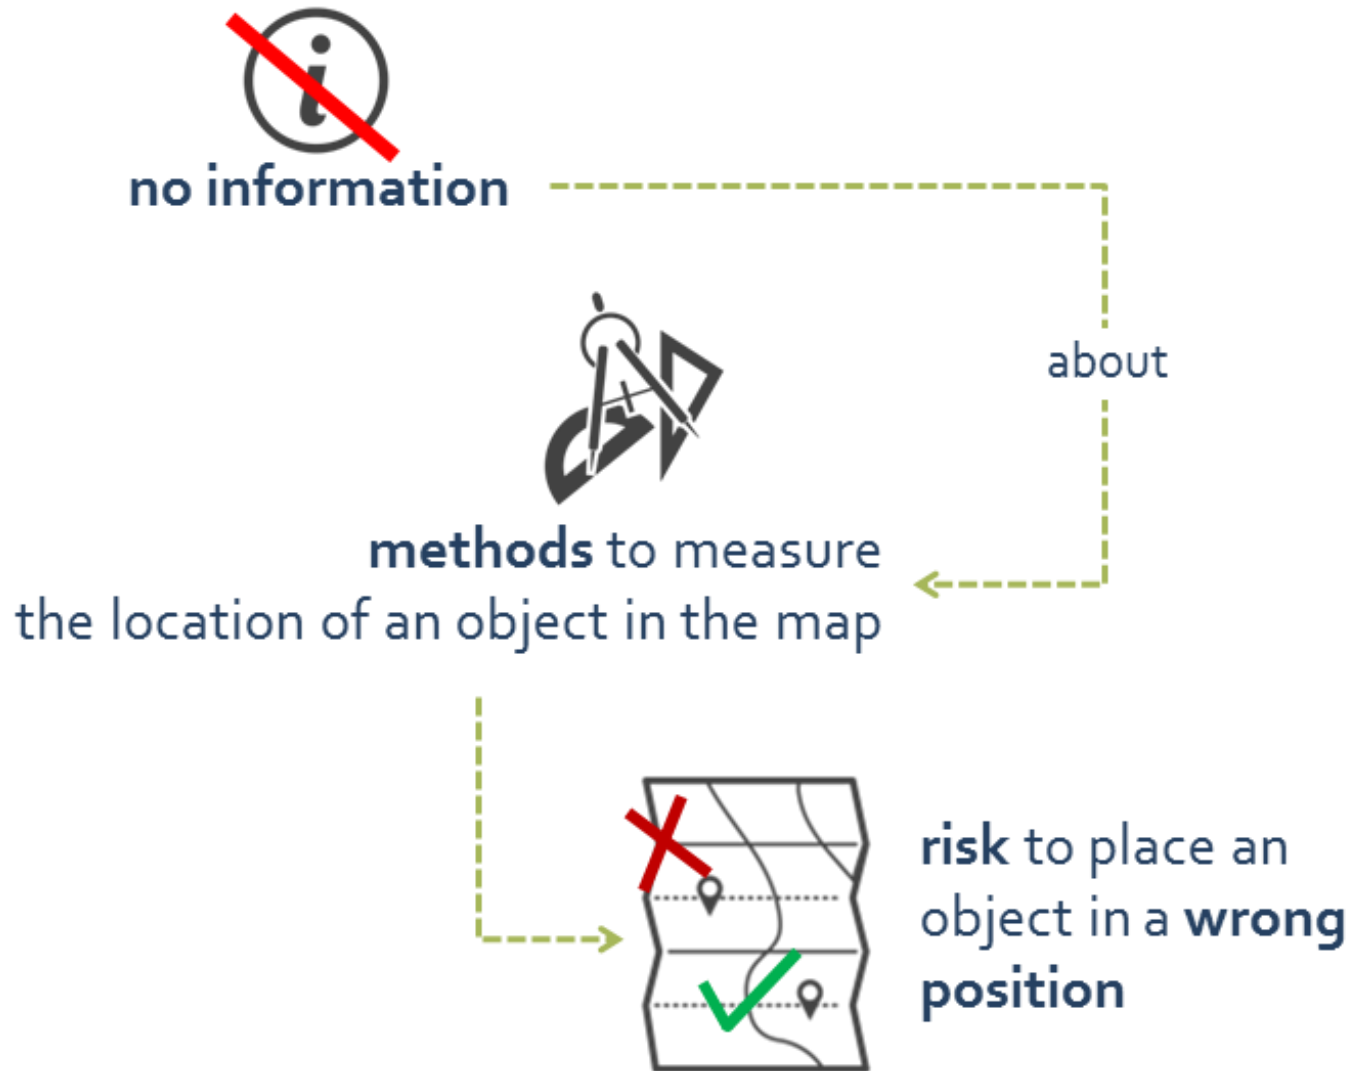 i
no information
about
methods to measure
the location of an object in the map
risk to place an
object in a wrong
position